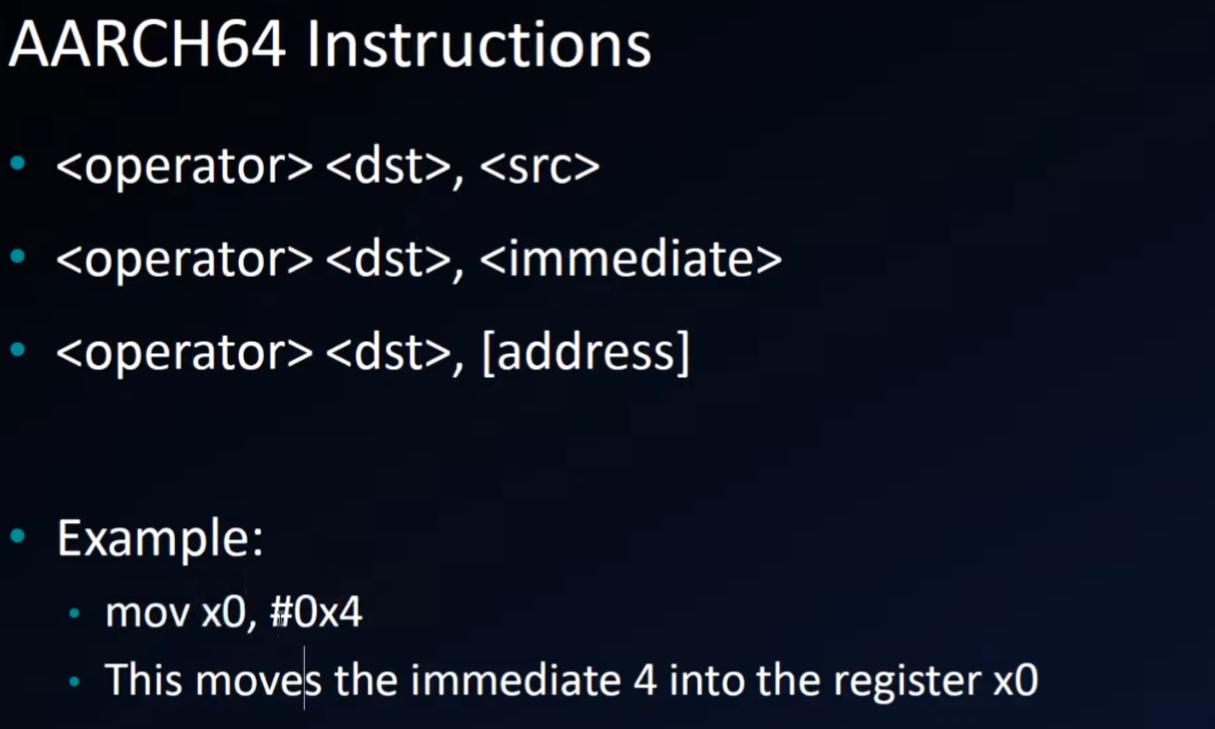 AARCH64 Instructions
• <operator> <dst>, <src>
• <operator> <dst>, <immediate>
• <operator> <dst>, [address]
• Example:
• mov x0, #0x4
• This moves the immediate 4 into the register x0